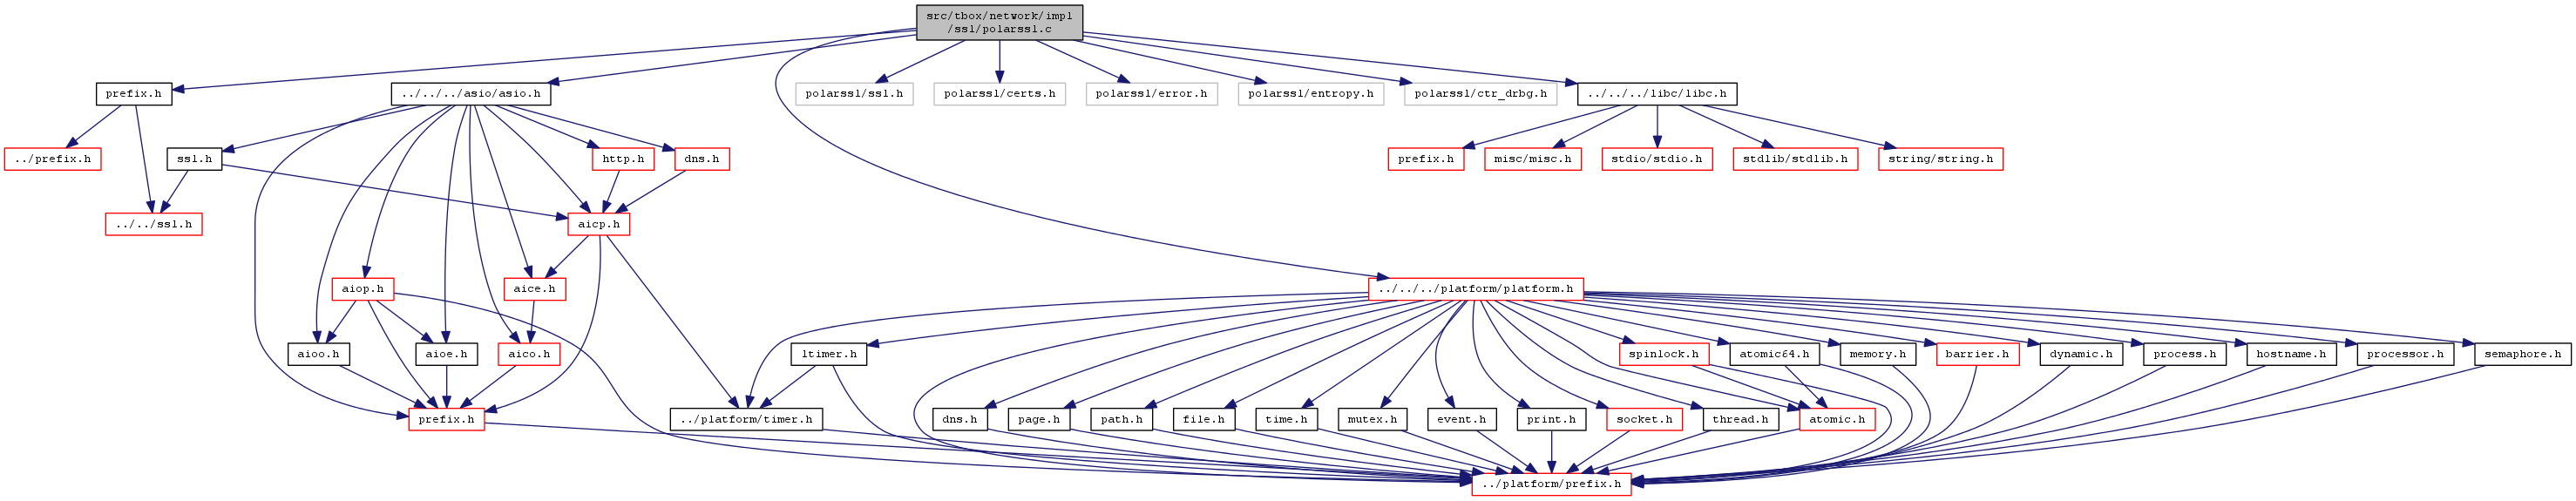 src/tbox/network/impl
/ssl/polarssl.c
prefix.h
../../../asio/asio.h
polarssl/ssl.h
polarssl/certs.h
polarssl/error.h
polarssl/entropy.h
polarssl/ctr_drbg.h
../../../libc/libc.h
../prefix.h
ssl.h
http.h
dns.h
prefix.h
misc/misc.h
stdio/stdio.h
stdlib/stdlib.h
string/string.h
../../ssl.h
aicp.h
aiop.h
aice.h
../../../platform/platform.h
aioo.h
aioe.h
aico.h
ltimer.h
spinlock.h
atomic64.h
memory.h
barrier.h
dynamic.h
process.h
hostname.h
processor.h
semaphore.h
prefix.h
../platform/timer.h
dns.h
page.h
path.h
file.h
time.h
mutex.h
event.h
print.h
socket.h
thread.h
atomic.h
../platform/prefix.h